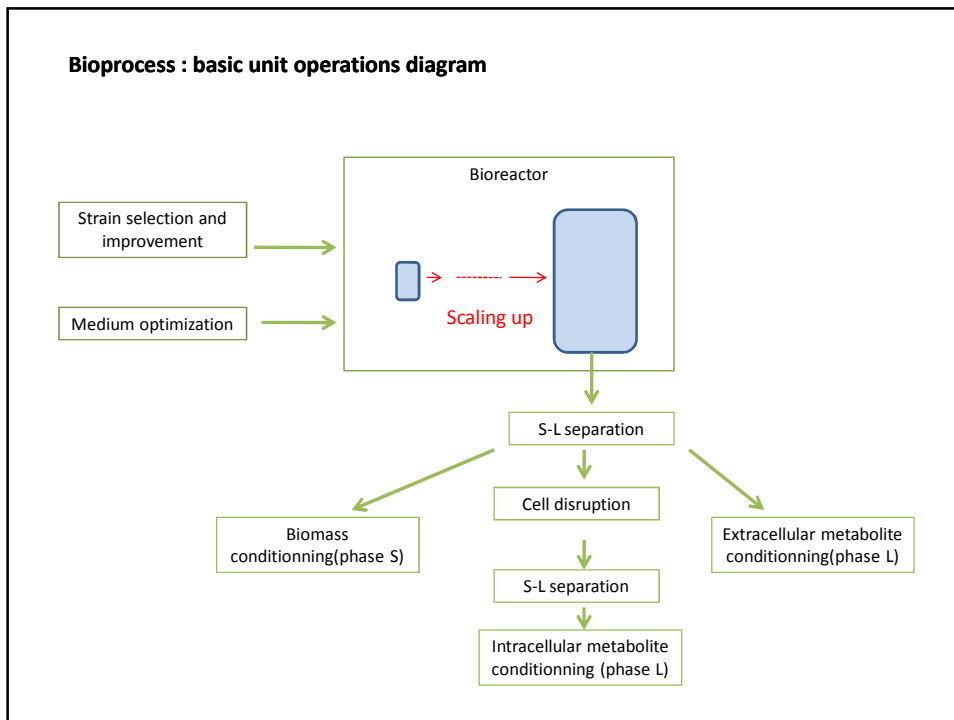 Bioprocess : basic unit operations diagram
Bioreactor
Strain selection and
improvement
Medium optimization
Scaling up
S-L separation
Cell disruption
Biomass
conditionning(phase S)
Extracellular metabolite
conditionning(phase L)
S-L separation
Intracellular metabolite
conditionning (phase L)